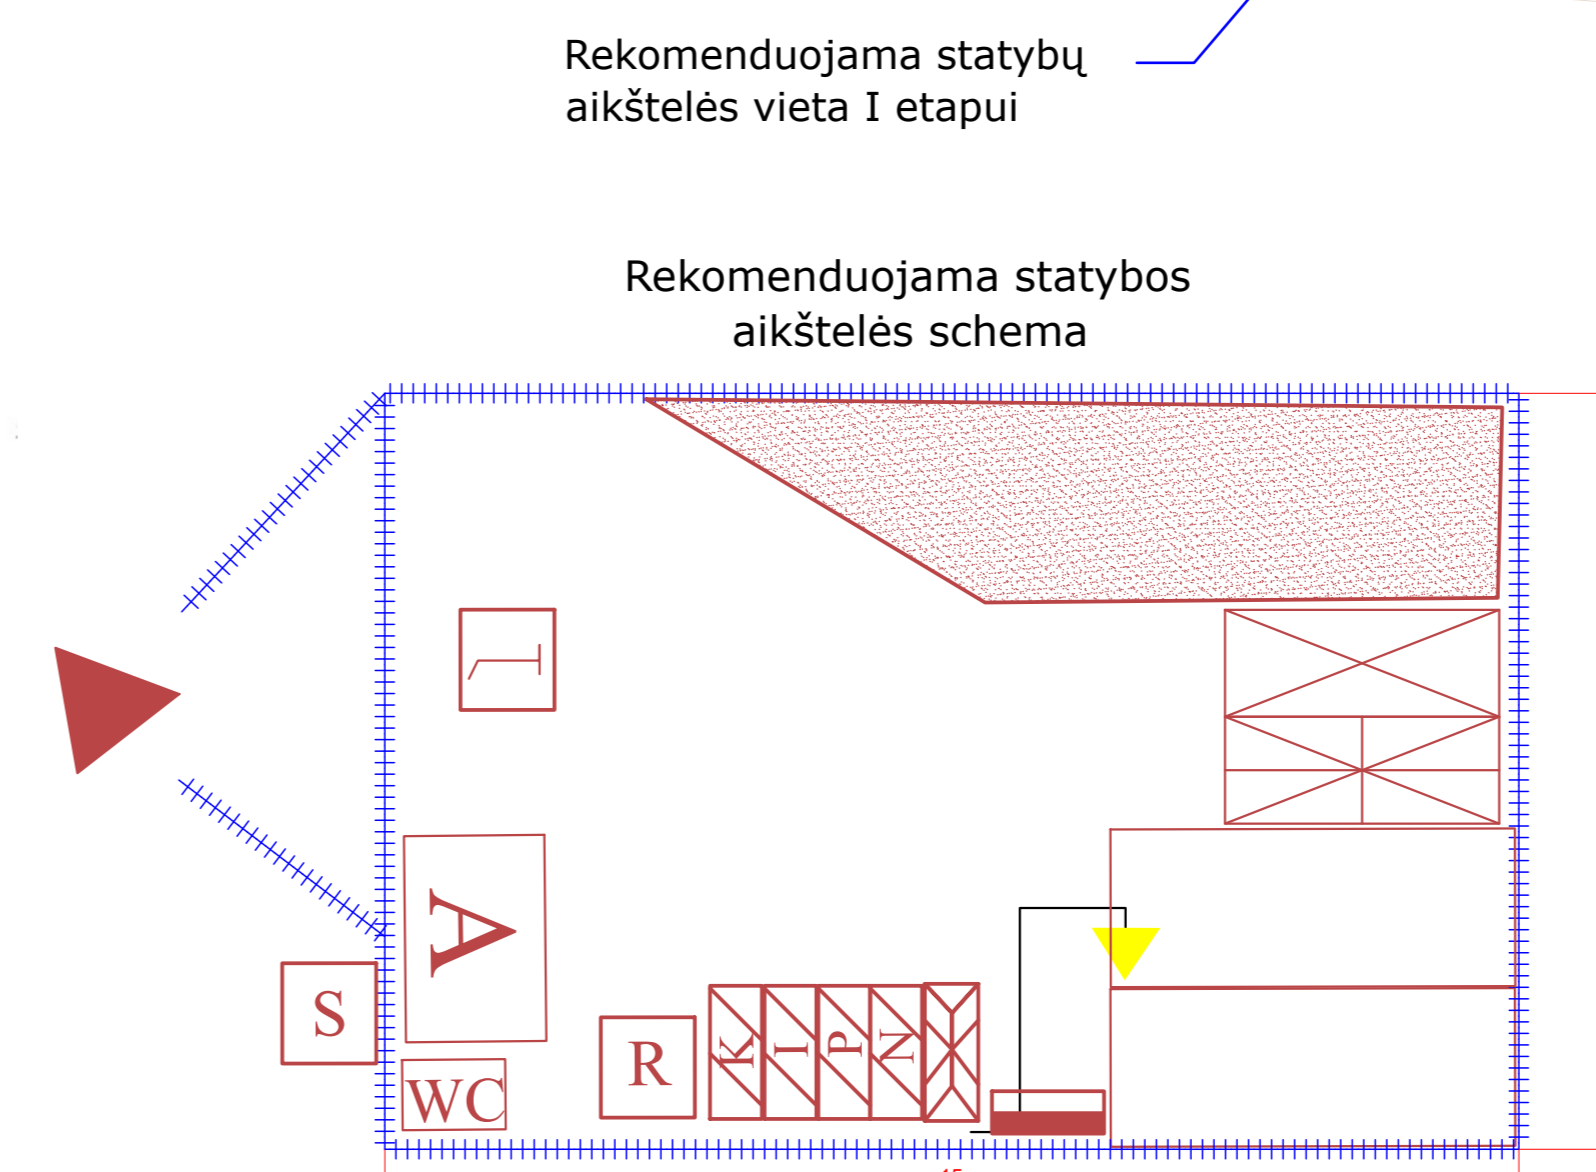 Rekomenduojama statybų
aikštelės vieta I etapui
Rekomenduojama statybos
aikštelės schema
A
S
WC
R
K
I
P
N